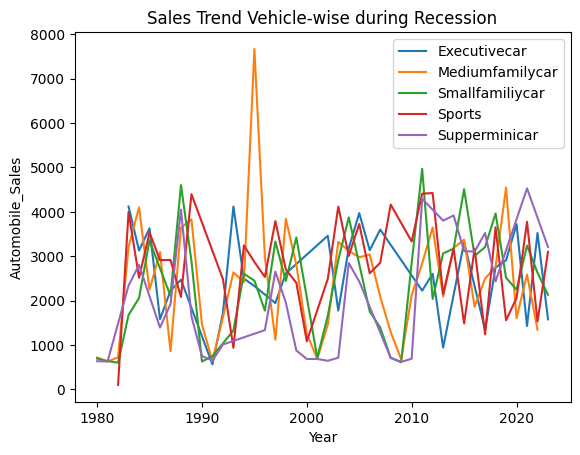 Sales Trend Vehicle-wise during Recession
Executivecar
Mediumfamilycar
Smallfamiliycar
Sports
Supperminicar
8000
7000
6000
5000
4000
3000
2000
1000
0
Automobile_Sales
1980
1990
2000
2010
2020
Year